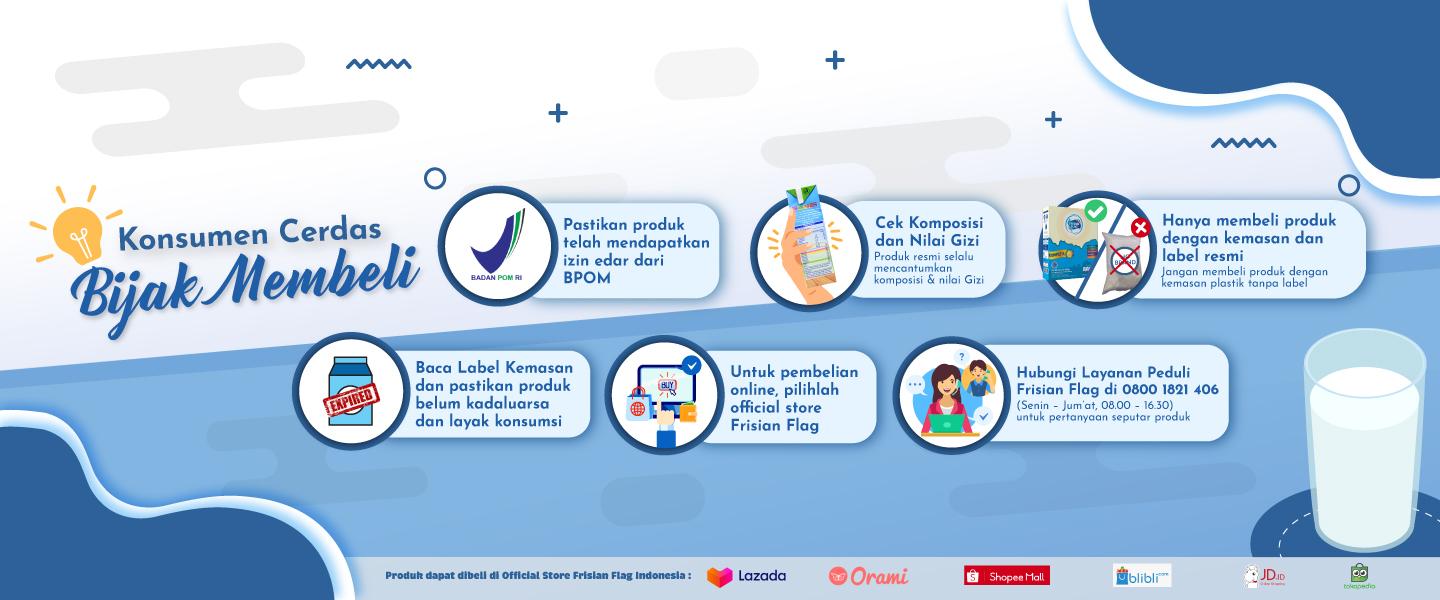 Konsumen Cerdas
Bijak Membeli
BADAN POM RI
Pastikan produk
telah mendapatkan
izin edar dari
BPOM
Cek Komposisi
dan Nilai Gizi
Produk resmi selalu
mencantumkan
komposisi & nilai Gizi
Hanya membeli produk
dengan kemasan dan
label resmi
Jangan membeli produk dengan
kemasan plastik tanpa label
EXPIRED
Baca Label Kemasan
dan pastikan produk
belum kadaluarsa
dan layak konsumsi
BUY
Untuk pembelian
online, pilihlah
official store
Frisian Flag
?
Hubungi Layanan Peduli
Frisian Flag di 0800 1821 406
(Senin - Jum'at, 08.00 - 16.30)
untuk pertanyaan seputar produk
Produk dapat dibeli di Official Store Frisian Flag Indonesia :
Lazada
Orami
Shopee Mall
blibli.com
JD.ID
tokopedia